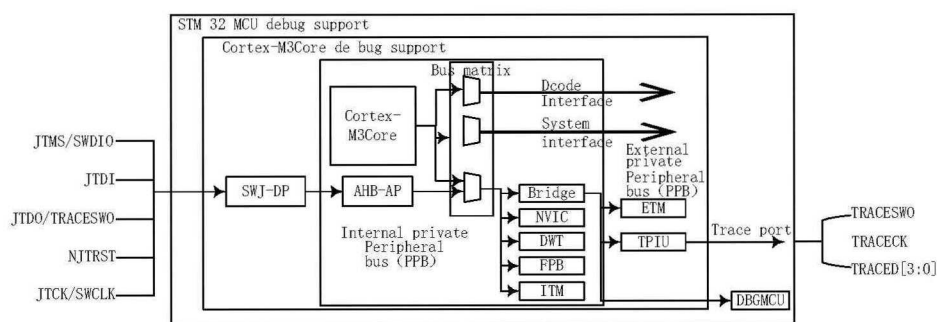 STM 32 MCU debug support
Cortex-M3Core de bug support
Bus matrix
Dcode
Interface
Cortex-
M3Core
System
interface
JTMS/SWDIO
JTDI
JTDO/TRACESWO
NJTRST
JTCK/SWCLK
SWJ-DP
AHB-AP
Internal private
Peripheral
bus (PPB)
Bridge
NVIC
DWT
FPB
ITM
External
private
Peripheral
bus (PPB)
ETM
TPIU
Trace port
DBGMCU
TRACESWO
TRACECK
TRACED[3:0]